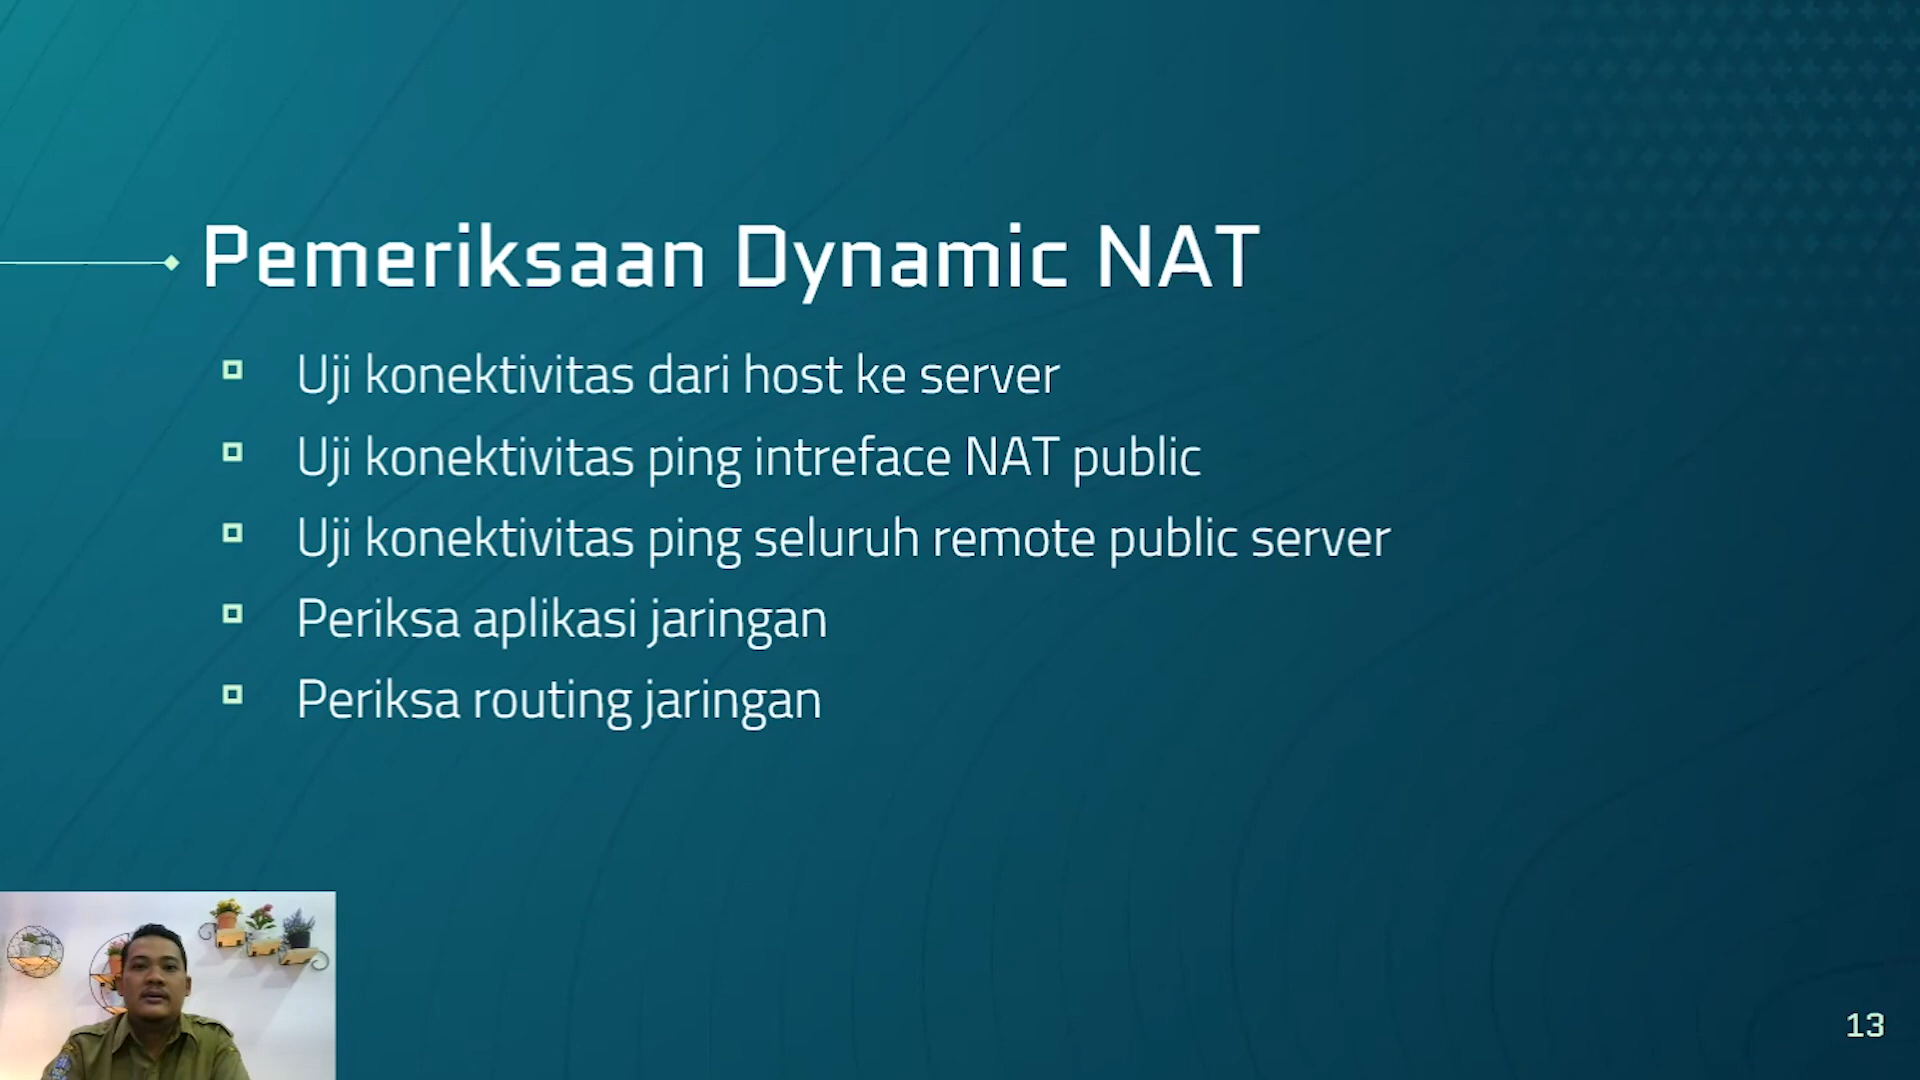 Pemeriksaan Dynamic NAT
Uji konektivitas dari host ke server
Uji konektivitas ping intreface NAT public
Uji konektivitas ping seluruh remote public server
Periksa aplikasi jaringan
Periksa routing jaringan
13